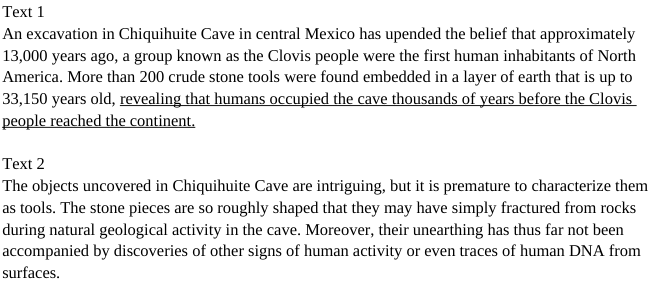 Text 1
An excavation in Chiquihuite Cave in central Mexico has upended the belief that approximately
13,000 years ago, a group known as the Clovis people were the first human inhabitants of North
America. More than 200 crude stone tools were found embedded in a layer of earth that is up to
33,150 years old, revealing that humans occupied the cave thousands of years before the Clovis
people reached the continent.
Text 2
The objects uncovered in Chiquihuite Cave are intriguing, but it is premature to characterize them
as tools. The stone pieces are so roughly shaped that they may have simply fractured from rocks
during natural geological activity in the cave. Moreover, their unearthing has thus far not been
accompanied by discoveries of other signs of human activity or even traces of human DNA from
surfaces.